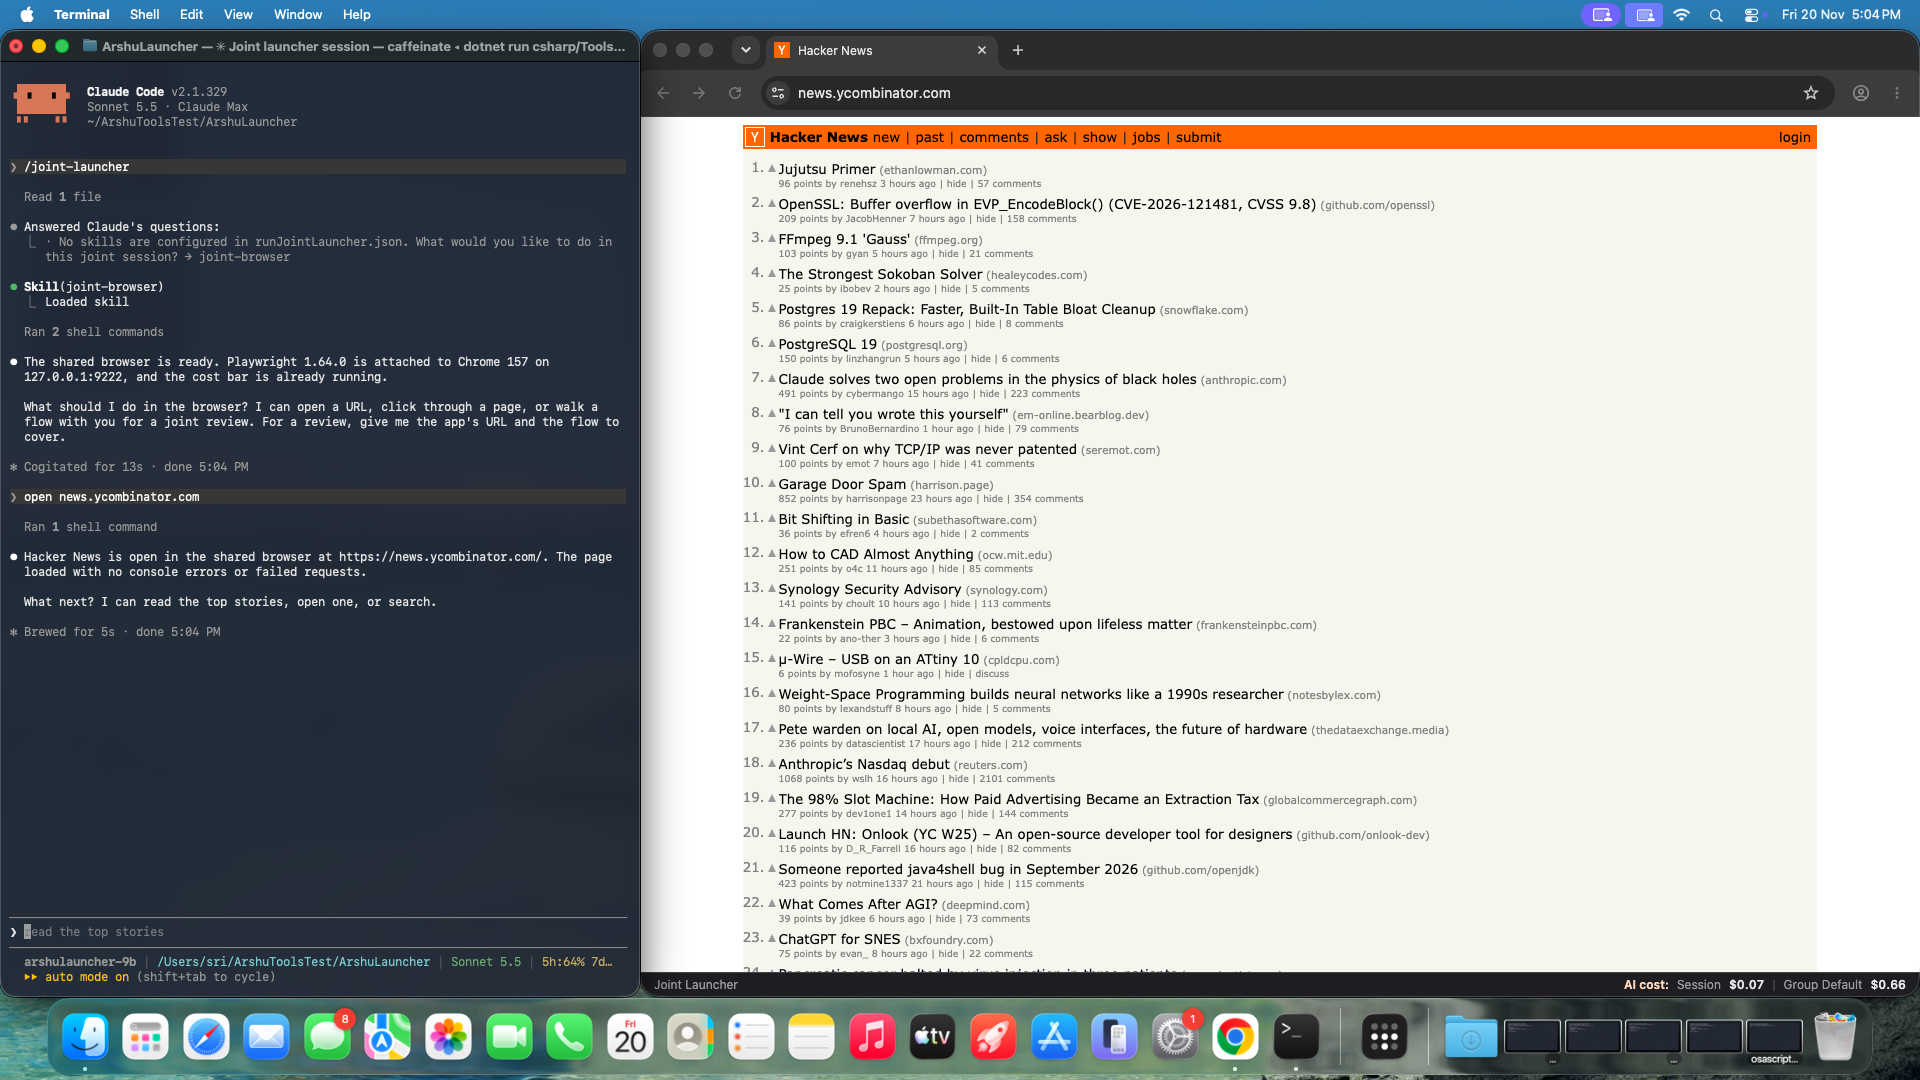 Terminal Shell Edit View Window Help
Fri 20 Nov 5:04 PM
ArshuLauncher — ✳ Joint launcher session — caffeinate ◂ dotnet run csharp/Tools...
Claude Code v2.1.329
Sonnet 5.5 · Claude Max
~/ArshuToolsTest/ArshuLauncher
❯ /joint-launcher
Read 1 file
● Answered Claude's questions:
⎿ · No skills are configured in runJointLauncher.json. What would you like to do in
this joint session? → joint-browser
● Skill(joint-browser)
⎿ Loaded skill
Ran 2 shell commands
● The shared browser is ready. Playwright 1.64.0 is attached to Chrome 157 on
127.0.0.1:9222, and the cost bar is already running.
What should I do in the browser? I can open a URL, click through a page, or walk a
flow with you for a joint review. For a review, give me the app's URL and the flow to
cover.
✻ Cogitated for 13s · done 5:04 PM
❯ open news.ycombinator.com
Ran 1 shell command
● Hacker News is open in the shared browser at https://news.ycombinator.com/. The page
loaded with no console errors or failed requests.
What next? I can read the top stories, open one, or search.
✻ Brewed for 5s · done 5:04 PM
❯ read the top stories
arshulauncher-9b | /Users/sri/ArshuToolsTest/ArshuLauncher | Sonnet 5.5 | 5h:64% 7d…
⏵⏵ auto mode on (shift+tab to cycle)
Y Hacker News
news.ycombinator.com
Y Hacker News new | past | comments | ask | show | jobs | submit
login
1. Jujutsu Primer (ethanlowman.com)
96 points by renehsz 3 hours ago | hide | 57 comments
2. OpenSSL: Buffer overflow in EVP_EncodeBlock() (CVE-2026-121481, CVSS 9.8) (github.com/openssl)
209 points by JacobHenner 7 hours ago | hide | 158 comments
3. FFmpeg 9.1 'Gauss' (ffmpeg.org)
103 points by gyan 5 hours ago | hide | 21 comments
4. The Strongest Sokoban Solver (healeycodes.com)
25 points by ibobev 2 hours ago | hide | 5 comments
5. Postgres 19 Repack: Faster, Built-In Table Bloat Cleanup (snowflake.com)
86 points by craigkerstiens 6 hours ago | hide | 8 comments
6. PostgreSQL 19 (postgresql.org)
150 points by linzhangrun 5 hours ago | hide | 6 comments
7. Claude solves two open problems in the physics of black holes (anthropic.com)
491 points by cybermango 15 hours ago | hide | 223 comments
8. "I can tell you wrote this yourself" (em-online.bearblog.dev)
76 points by BrunoBernardino 1 hour ago | hide | 79 comments
9. Vint Cerf on why TCP/IP was never patented (seremot.com)
100 points by emot 7 hours ago | hide | 41 comments
10. Garage Door Spam (harrison.page)
852 points by harrisonpage 23 hours ago | hide | 354 comments
11. Bit Shifting in Basic (subethasoftware.com)
36 points by efren6 4 hours ago | hide | 2 comments
12. How to CAD Almost Anything (ocw.mit.edu)
251 points by o4c 11 hours ago | hide | 85 comments
13. Synology Security Advisory (synology.com)
141 points by choult 10 hours ago | hide | 113 comments
14. Frankenstein PBC – Animation, bestowed upon lifeless matter (frankensteinpbc.com)
22 points by ano-ther 3 hours ago | hide | 6 comments
15. μ-Wire – USB on an ATtiny 10 (cpldcpu.com)
6 points by mofosyne 1 hour ago | hide | discuss
16. Weight-Space Programming builds neural networks like a 1990s researcher (notesbylex.com)
80 points by lexandstuff 8 hours ago | hide | 5 comments
17. Pete warden on local AI, open models, voice interfaces, the future of hardware (thedataexchange.media)
236 points by datascientist 17 hours ago | hide | 212 comments
18. Anthropic’s Nasdaq debut (reuters.com)
1068 points by wslh 16 hours ago | hide | 2101 comments
19. The 98% Slot Machine: How Paid Advertising Became an Extraction Tax (globalcommercegraph.com)
277 points by dev1one1 14 hours ago | hide | 144 comments
20. Launch HN: Onlook (YC W25) – An open-source developer tool for designers (github.com/onlook-dev)
116 points by D_R_Farrell 16 hours ago | hide | 82 comments
21. Someone reported java4shell bug in September 2026 (github.com/openjdk)
423 points by notmine1337 21 hours ago | hide | 115 comments
22. What Comes After AGI? (deepmind.com)
39 points by jdkee 6 hours ago | hide | 73 comments
23. ChatGPT for SNES (bxfoundry.com)
75 points by evan_ 8 hours ago | hide | 22 comments
Joint Launcher
AI cost: Session $0.07 | Group Default $0.66
8
Fri
20
tv
1
osascript...